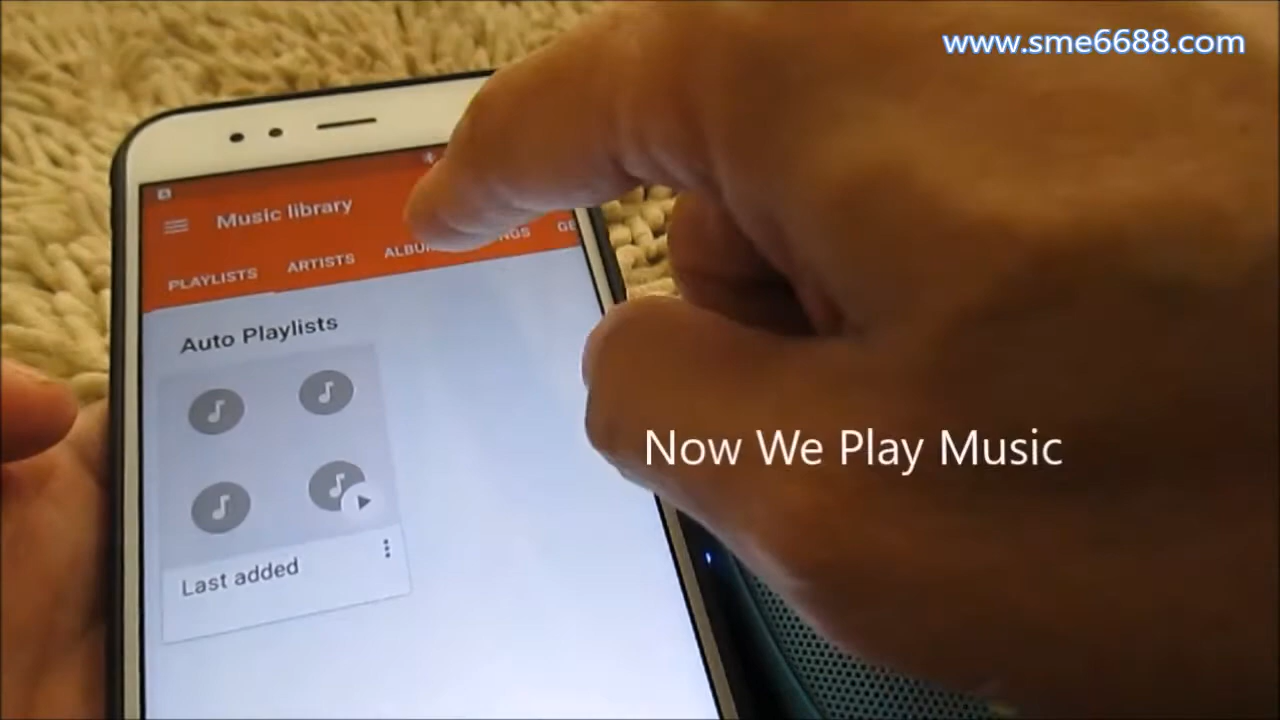 www.sme6688.com
Music library
PLAYLISTS ARTISTS
Auto Playlists
Now We Play Music
Last added